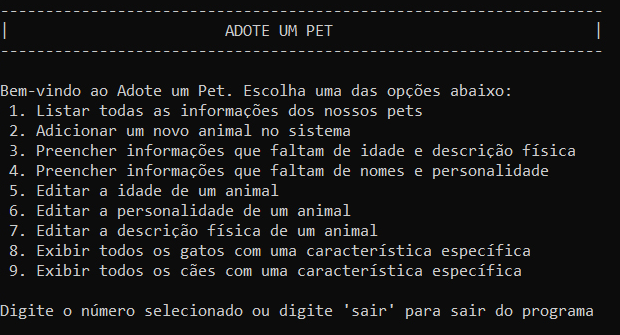 -------------------------------------------------------------------
|                        ADOTE UM PET                             |
-------------------------------------------------------------------
Bem-vindo ao Adote um Pet. Escolha uma das opções abaixo:
1. Listar todas as informações dos nossos pets
2. Adicionar um novo animal no sistema
3. Preencher informações que faltam de idade e descrição física
4. Preencher informações que faltam de nomes e personalidade
5. Editar a idade de um animal
6. Editar a personalidade de um animal
7. Editar a descrição física de um animal
8. Exibir todos os gatos com uma característica específica
9. Exibir todos os cães com uma característica específica
Digite o número selecionado ou digite 'sair' para sair do programa